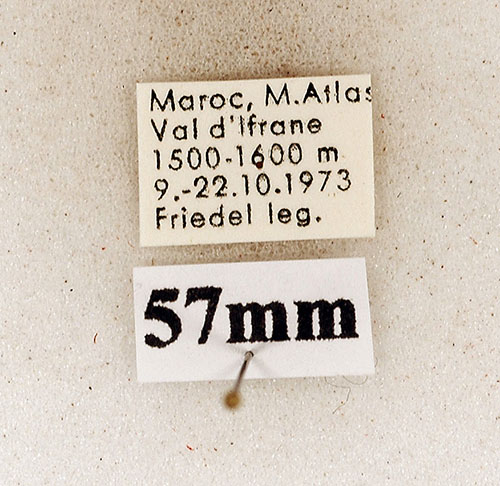 Maroc, M.Atlas
Val d'Ifrane
1500-1600 m
9.-22.10.1973
Friedel leg.
57mm